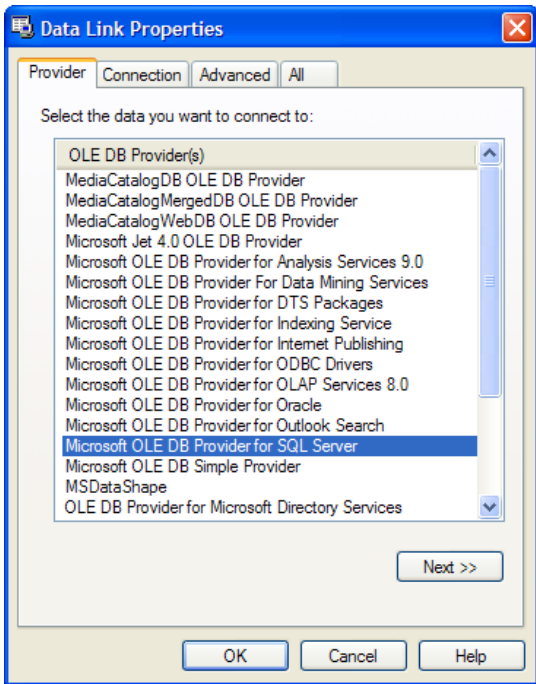 Data Link Properties
Provider Connection Advanced All
Select the data you want to connect to:
OLE DB Provider(s)
MediaCatalogDB OLE DB Provider
MediaCatalogMergedDB OLE DB Provider
MediaCatalogWebDB OLE DB Provider
Microsoft Jet 4.0 OLE DB Provider
Microsoft OLE DB Provider for Analysis Services 9.0
Microsoft OLE DB Provider For Data Mining Services
Microsoft OLE DB Provider for DTS Packages
Microsoft OLE DB Provider for Indexing Service
Microsoft OLE DB Provider for Internet Publishing
Microsoft OLE DB Provider for ODBC Drivers
Microsoft OLE DB Provider for OLAP Services 8.0
Microsoft OLE DB Provider for Oracle
Microsoft OLE DB Provider for Outlook Search
Microsoft OLE DB Provider for SQL Server
Microsoft OLE DB Simple Provider
MSDataShape
OLE DB Provider for Microsoft Directory Services
Next >>
OK Cancel Help